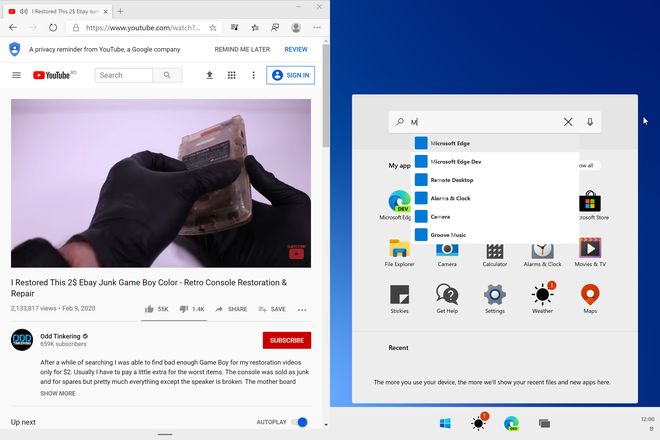 I Restored This 2$ Ebay Junk
https://www.youtube.com/watch?...
A privacy reminder from YouTube, a Google company
REMIND ME LATER
REVIEW
YouTube RO
Search
SIGN IN
SUBSCRIBE
I Restored This 2$ Ebay Junk Game Boy Color - Retro Console Restoration &
Repair
2,133,817 views • Feb 9, 2020
55K
1.4K
SHARE
SAVE
ODD TINKERING
Odd Tinkering
659K subscribers
SUBSCRIBE
After a while of searching I was able to find bad enough Game Boy for my restoration videos
only for $2. Usually I have to pay a little extra for the worst items. The console was sold as junk
and for spares but pretty much everything except the speaker is broken. The mother board
SHOW MORE
Up next
AUTOPLAY
M
Microsoft Edge
Microsoft Edge Dev
Remote Desktop
Alarms & Clock
Camera
Groove Music
My app
ow all
DEV
Microsoft Edg
osoft Store
File Explorer
Camera
Calculator
Alarms & Clock
Movies & TV
Stickies
Get Help
Settings
Weather
Maps
Recent
The more you use your device, the more we'll show your recent files and new apps here.
DEV
12:00